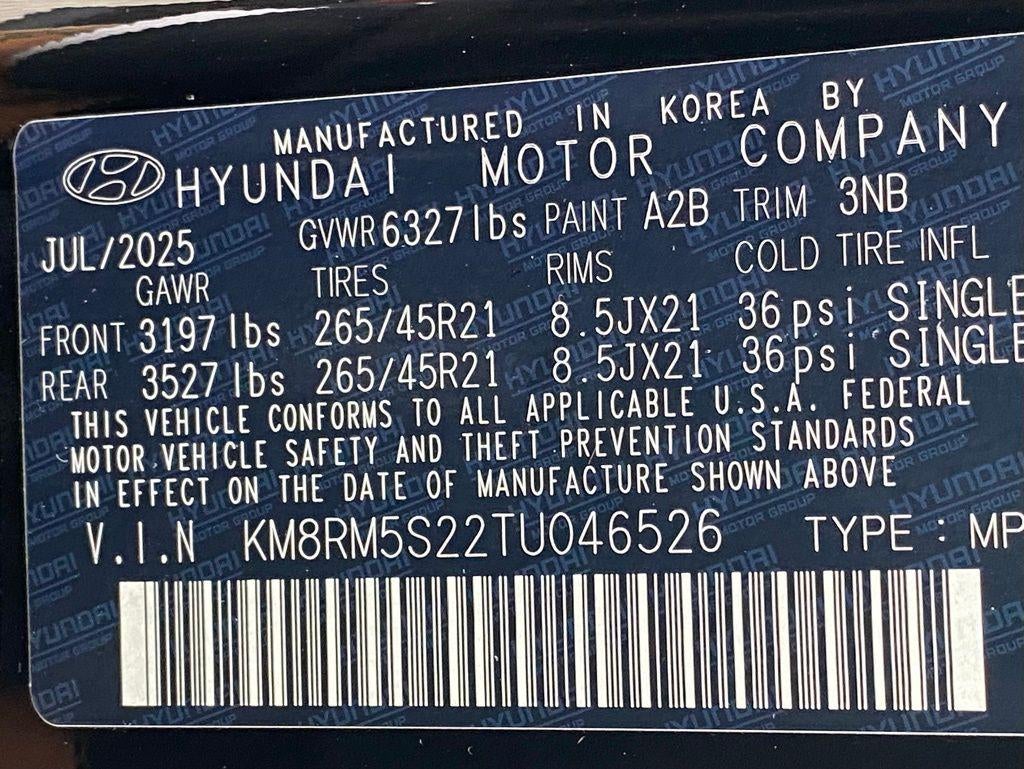 MANUFACTURED IN KOREA BY
HYUNDAI MOTOR COMPANY
JUL/2025 GVWR 6327lbs PAINT A2B TRIM 3NB
GAWR TIRES RIMS COLD TIRE INFL
FRONT 3197lbs 265/45R21 8.5JX21 36psi SINGLE
REAR 3527lbs 265/45R21 8.5JX21 36psi SINGLE
THIS VEHICLE CONFORMS TO ALL APPLICABLE U.S.A. FEDERAL
MOTOR VEHICLE SAFETY AND THEFT PREVENTION STANDARDS
IN EFFECT ON THE DATE OF MANUFACTURE SHOWN ABOVE
V.I.N KM8RM5S22TU046526 TYPE : MP